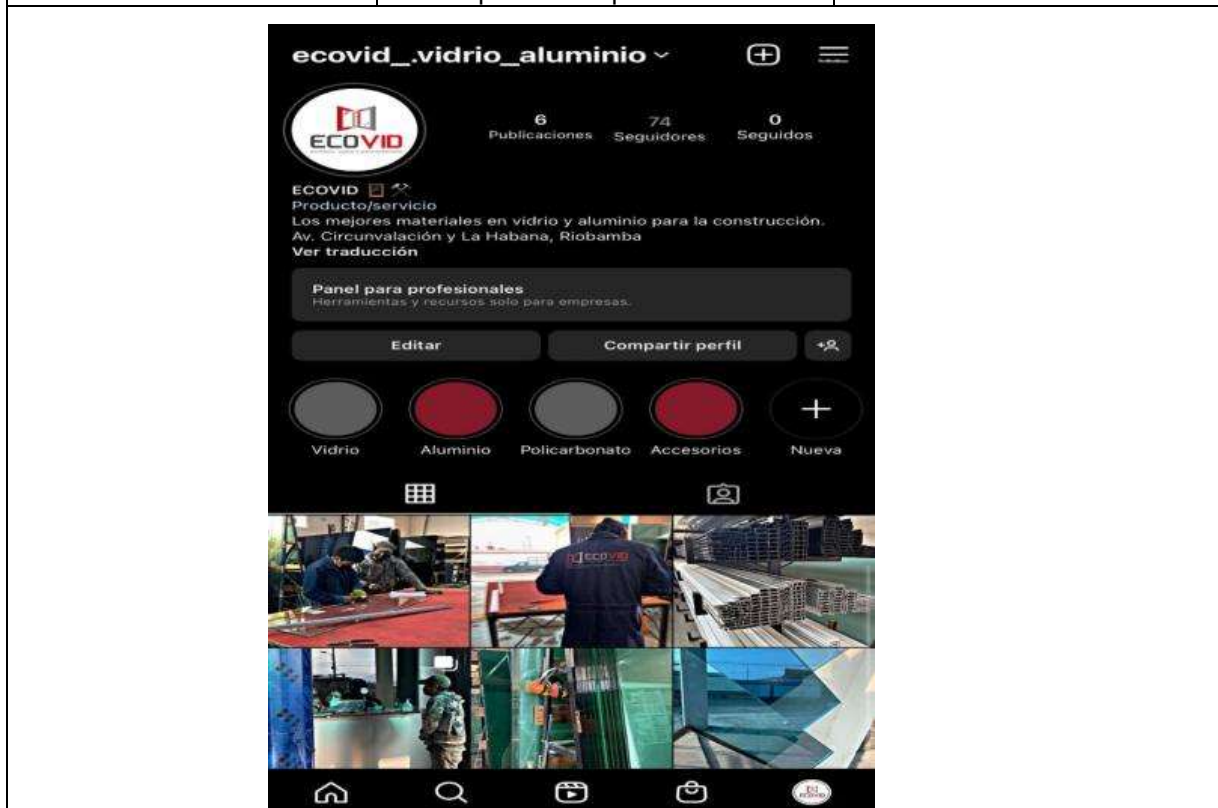 ecovid_.vidrio_aluminio
ECOVID
6 74 0
Publicaciones Seguidores Seguidos
ECOVID
Producto/servicio
Los mejores materiales en vidrio y aluminio para la construcción.
Av. Circunvalación y La Habana, Riobamba
Ver traducción
Panel para profesionales
Herramientas y recursos solo para empresas.
Editar Compartir perfil
Vidrio Aluminio Policarbonato Accesorios Nueva
ECOVID
ECOVID